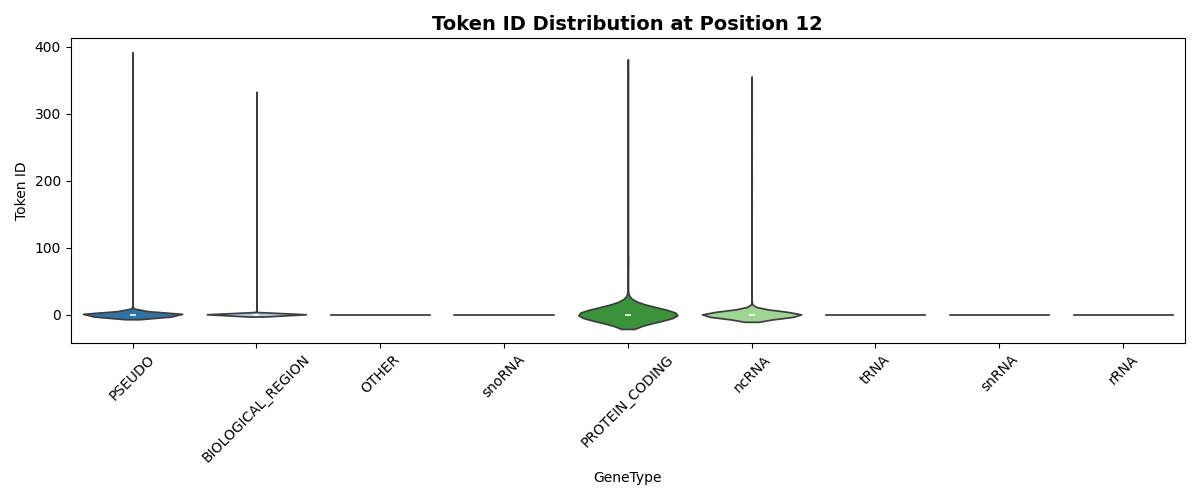 Token ID Distribution at Position 12
400
300
200
100
0
Token ID
PSEUDO
BIOLOGICAL_REGION
OTHER
snoRNA
PROTEIN_CODING
ncRNA
tRNA
snRNA
rRNA
GeneType